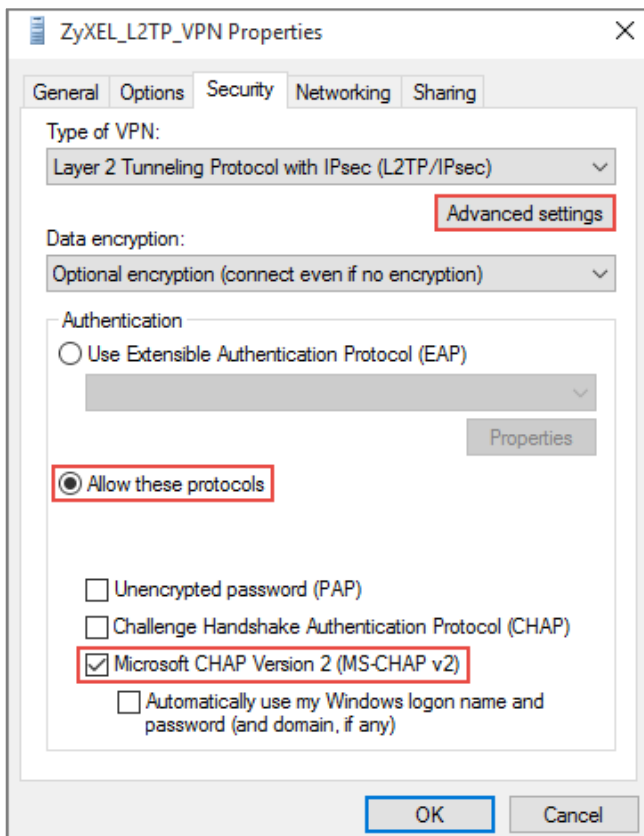 ZyXEL_L2TP_VPN Properties
General Options Security Networking Sharing
Type of VPN:
Layer 2 Tunneling Protocol with IPsec (L2TP/IPsec)
Advanced settings
Data encryption:
Optional encryption (connect even if no encryption)
Authentication
Use Extensible Authentication Protocol (EAP)
Properties
Allow these protocols
Unencrypted password (PAP)
Challenge Handshake Authentication Protocol (CHAP)
Microsoft CHAP Version 2 (MS-CHAP v2)
Automatically use my Windows logon name and
password (and domain, if any)
OK Cancel